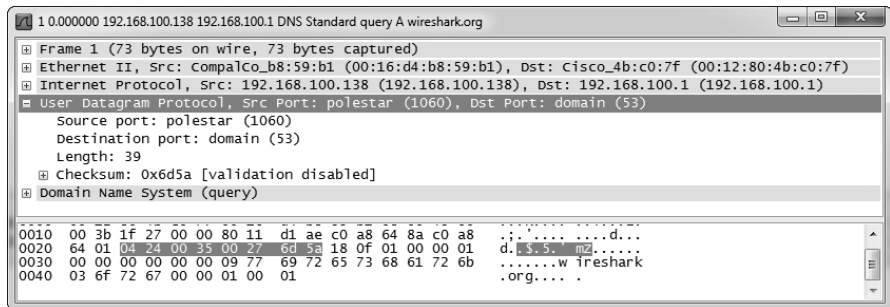 1 0.000000 192.168.100.138 192.168.100.1 DNS Standard query A wireshark.org
Frame 1 (73 bytes on wire, 73 bytes captured)
Ethernet II, Src: CompalCo_b8:59:b1 (00:16:d4:b8:59:b1), Dst: Cisco_4b:c0:7f (00:12:80:4b:c0:7f)
Internet Protocol, Src: 192.168.100.138 (192.168.100.138), Dst: 192.168.100.1 (192.168.100.1)
User Datagram Protocol, Src Port: polestar (1060), Dst Port: domain (53)
Source port: polestar (1060)
Destination port: domain (53)
Length: 39
Checksum: 0x6d5a [validation disabled]
Domain Name System (query)
0010 00 3b 1f 27 00 00 80 11 d1 ae c0 a8 64 8a c0 a8 .;.'.... ....d...
0020 64 01 04 24 00 35 00 27 6d 5a 18 0f 01 00 00 01 d..$.5.' mZ......
0030 00 00 00 00 00 00 09 77 69 72 65 73 68 61 72 6b .......w ireshark
0040 03 6f 72 67 00 00 01 00 01 .org.... .